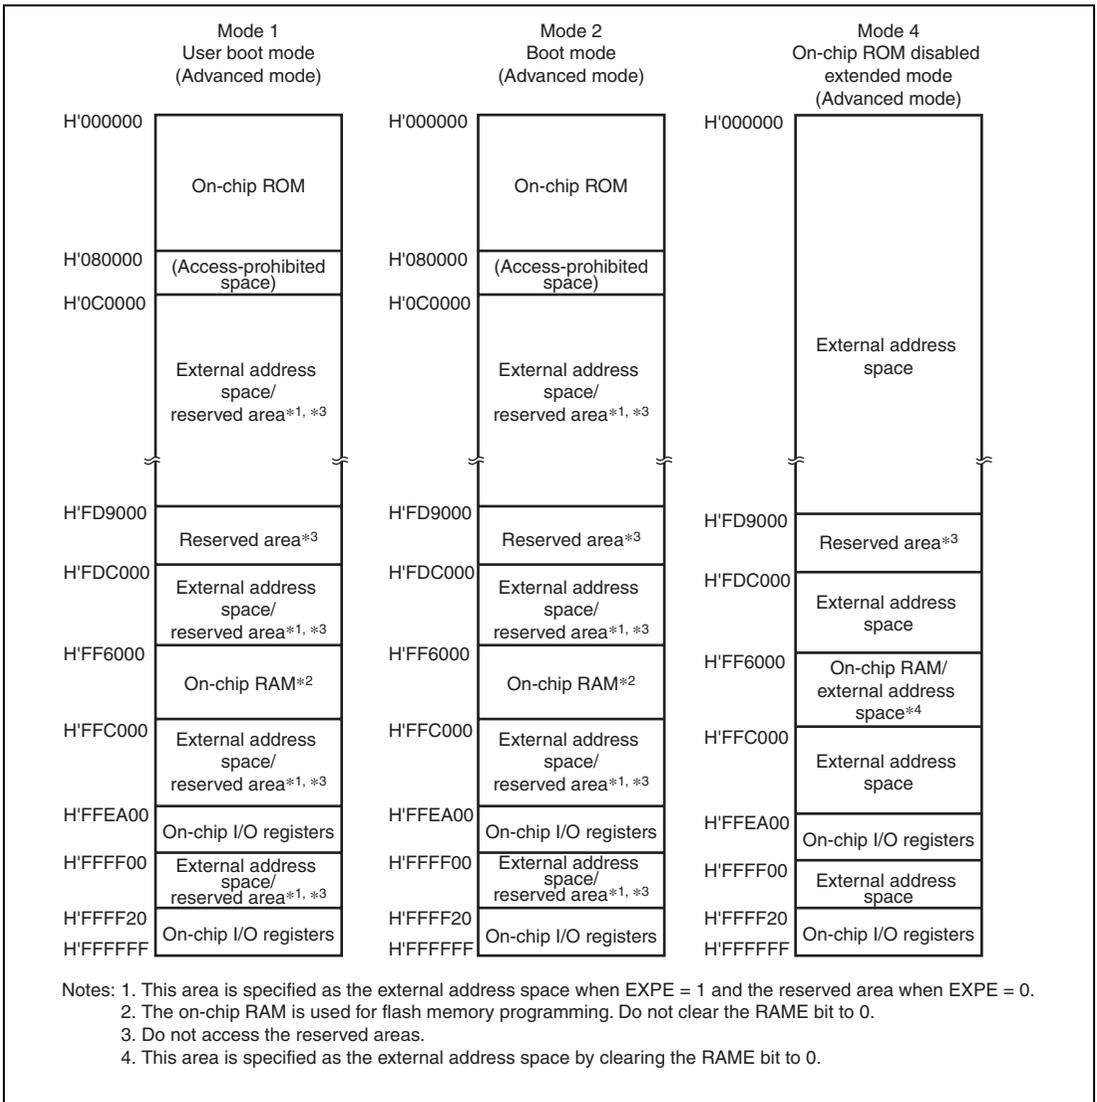 Mode 1
User boot mode
(Advanced mode)
H'000000
On-chip ROM
H'080000
(Access-prohibited
space)
H'0C0000
External address
space/
reserved area*1, *3
H'FD9000
Reserved area*3
H'FDC000
External address
space/
reserved area*1, *3
H'FF6000
On-chip RAM*2
H'FFC000
External address
space/
reserved area*1, *3
H'FFEA00
On-chip I/O registers
H'FFFF00
External address
space/
reserved area*1, *3
H'FFFF20
On-chip I/O registers
H'FFFFFF
Mode 2
Boot mode
(Advanced mode)
H'000000
On-chip ROM
H'080000
(Access-prohibited
space)
H'0C0000
External address
space/
reserved area*1, *3
H'FD9000
Reserved area*3
H'FDC000
External address
space/
reserved area*1, *3
H'FF6000
On-chip RAM*2
H'FFC000
External address
space/
reserved area*1, *3
H'FFEA00
On-chip I/O registers
H'FFFF00
External address
space/
reserved area*1, *3
H'FFFF20
On-chip I/O registers
H'FFFFFF
Mode 4
On-chip ROM disabled
extended mode
(Advanced mode)
H'000000
External address
space
H'FD9000
Reserved area*3
H'FDC000
External address
space
H'FF6000
On-chip RAM/
external address
space*4
H'FFC000
External address
space
H'FFEA00
On-chip I/O registers
H'FFFF00
External address
space
H'FFFF20
On-chip I/O registers
H'FFFFFF
Notes: 1. This area is specified as the external address space when EXPE = 1 and the reserved area when EXPE = 0.
2. The on-chip RAM is used for flash memory programming. Do not clear the RAME bit to 0.
3. Do not access the reserved areas.
4. This area is specified as the external address space by clearing the RAME bit to 0.